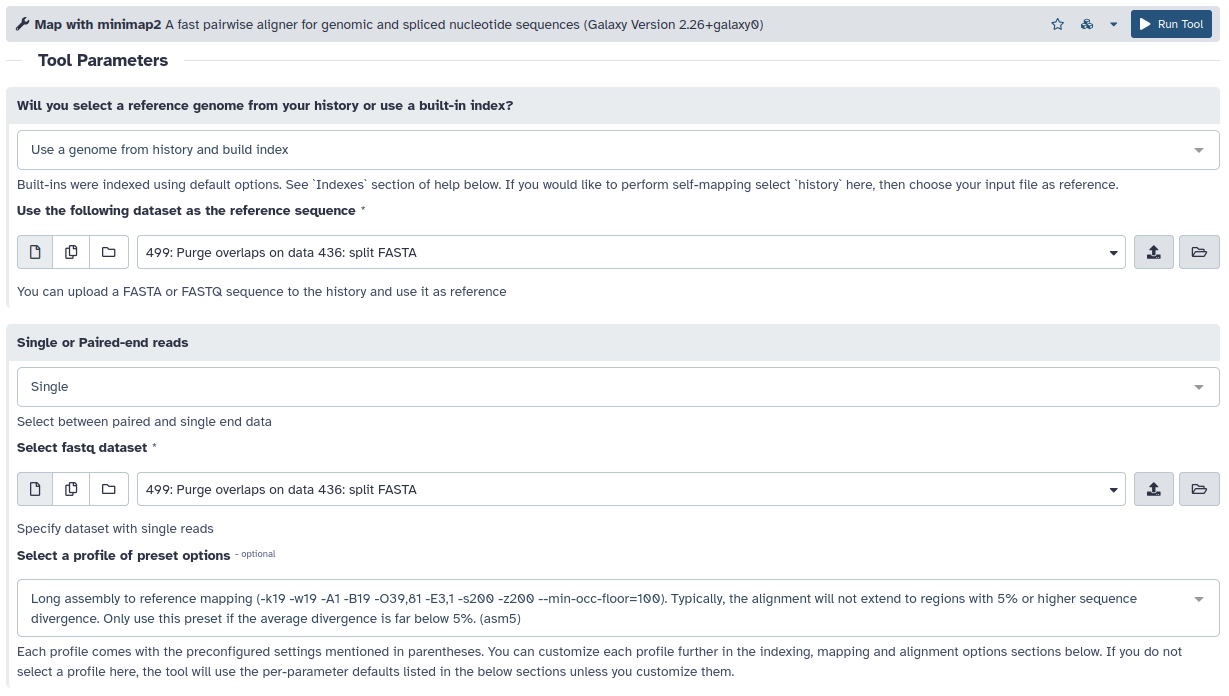 Map with minimap2 A fast pairwise aligner for genomic and spliced nucleotide sequences (Galaxy Version 2.26+galaxy0)
Run Tool
Tool Parameters
Will you select a reference genome from your history or use a built-in index?
Use a genome from history and build index
Built-ins were indexed using default options. See `Indexes` section of help below. If you would like to perform self-mapping select `history` here, then choose your input file as reference.
Use the following dataset as the reference sequence *
499: Purge overlaps on data 436: split FASTA
You can upload a FASTA or FASTQ sequence to the history and use it as reference
Single or Paired-end reads
Single
Select between paired and single end data
Select fastq dataset *
499: Purge overlaps on data 436: split FASTA
Specify dataset with single reads
Select a profile of preset options - optional
Long assembly to reference mapping (-k19 -w19 -A1 -B19 -O39,81 -E3,1 -s200 -z200 --min-occ-floor=100). Typically, the alignment will not extend to regions with 5% or higher sequence
divergence. Only use this preset if the average divergence is far below 5%. (asm5)
Each profile comes with the preconfigured settings mentioned in parentheses. You can customize each profile further in the indexing, mapping and alignment options sections below. If you do not
select a profile here, the tool will use the per-parameter defaults listed in the below sections unless you customize them.